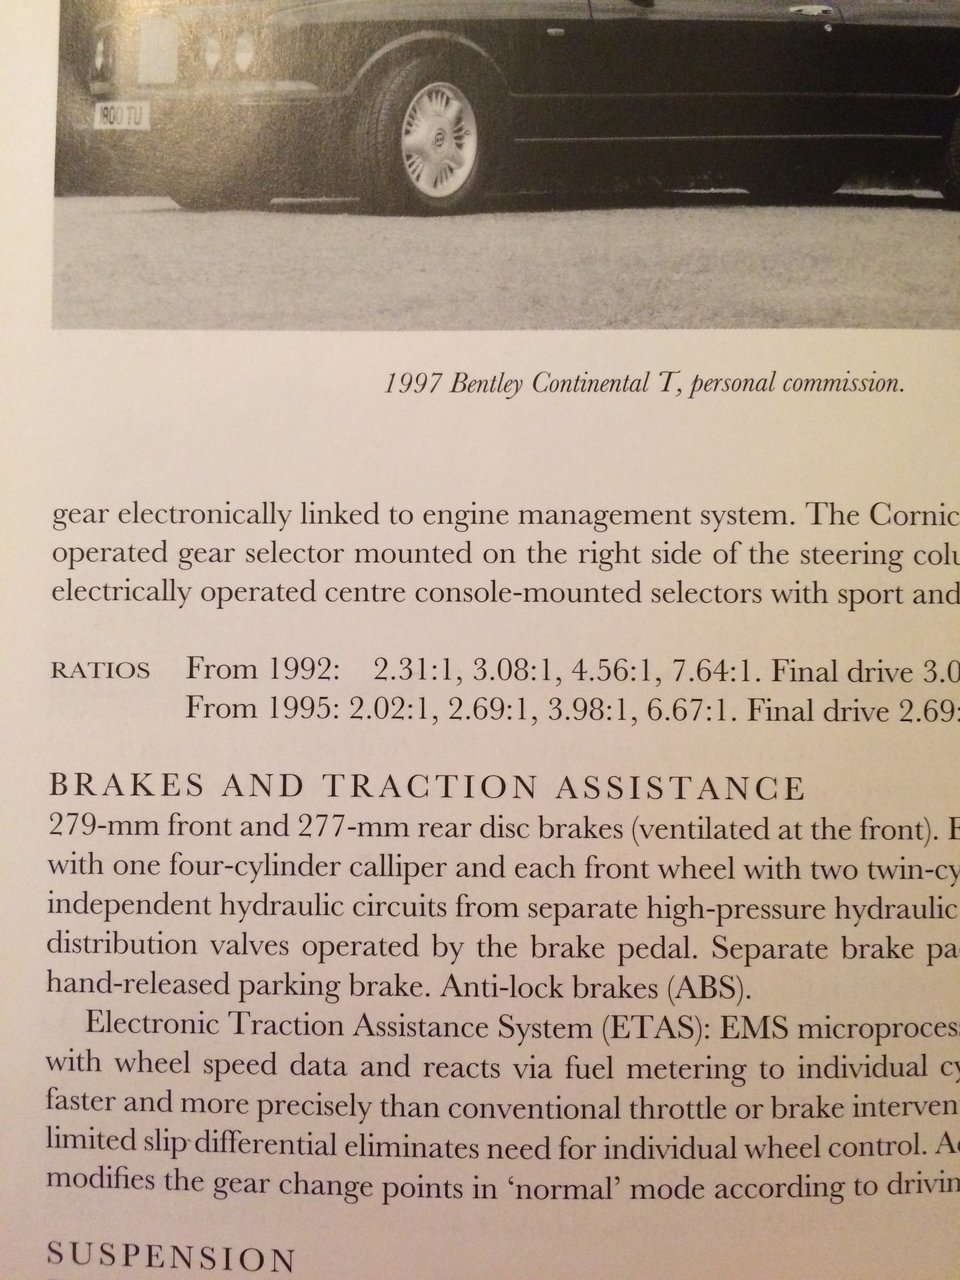 1800 TU
1997 Bentley Continental T, personal commission.
gear electronically linked to engine management system. The Cornic
operated gear selector mounted on the right side of the steering colu
electrically operated centre console-mounted selectors with sport and
RATIOS From 1992: 2.31:1, 3.08:1, 4.56:1, 7.64:1. Final drive 3.0
From 1995: 2.02:1, 2.69:1, 3.98:1, 6.67:1. Final drive 2.69:
BRAKES AND TRACTION ASSISTANCE
279-mm front and 277-mm rear disc brakes (ventilated at the front). E
with one four-cylinder calliper and each front wheel with two twin-cy
independent hydraulic circuits from separate high-pressure hydraulic
distribution valves operated by the brake pedal. Separate brake pa
hand-released parking brake. Anti-lock brakes (ABS).
Electronic Traction Assistance System (ETAS): EMS microproces
with wheel speed data and reacts via fuel metering to individual cy
faster and more precisely than conventional throttle or brake interven
limited slip differential eliminates need for individual wheel control. A
modifies the gear change points in ‘normal’ mode according to drivin
SUSPENSION